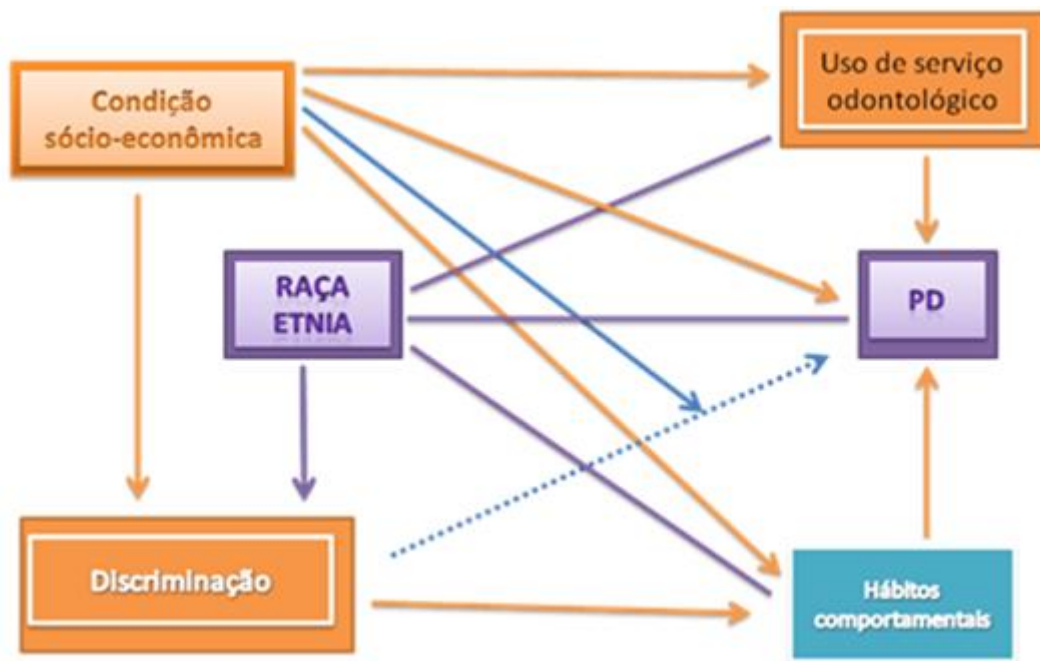 Condição
sócio-econômica
Uso de serviço
odontológico
RAÇA
ETNIA
PD
Discriminação
Hábitos
comportamentais